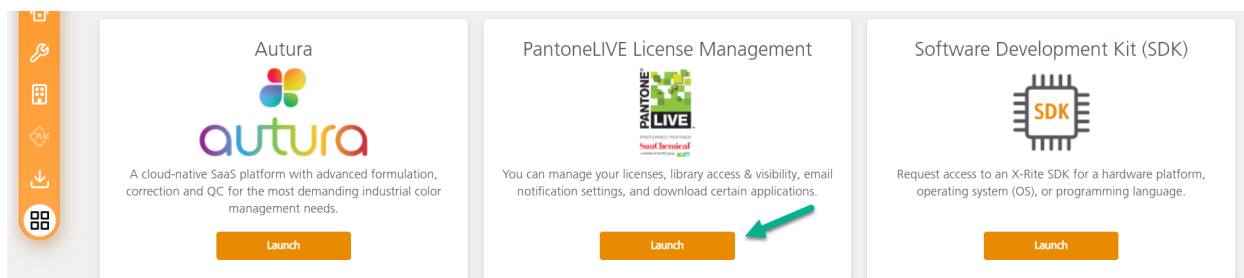 Autura
autura
A cloud-native SaaS platform with advanced formulation,
correction and QC for the most demanding industrial color
management needs.
Launch
PantoneLIVE License Management
PANTONE
LIVE
PREFERRED PARTNER
SunChemical
You can manage your licenses, library access & visibility, email
notification settings, and download certain applications.
Launch
Software Development Kit (SDK)
SDK
Request access to an X-Rite SDK for a hardware platform,
operating system (OS), or programming language.
Launch